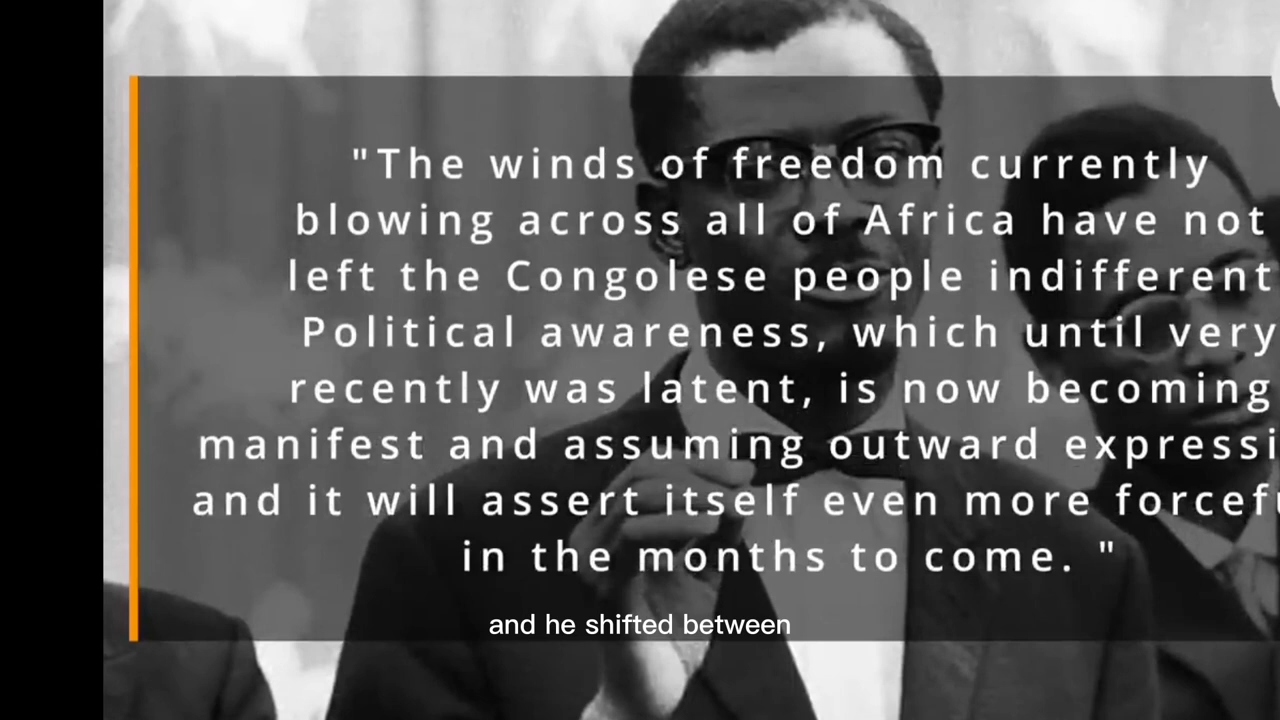 "The winds of freedom currently
blowing across all of Africa have not
left the Congolese people indifferent
Political awareness, which until very
recently was latent, is now becoming
manifest and assuming outward expressi
and it will assert itself even more forcefu
in the months to come. "
and he shifted between